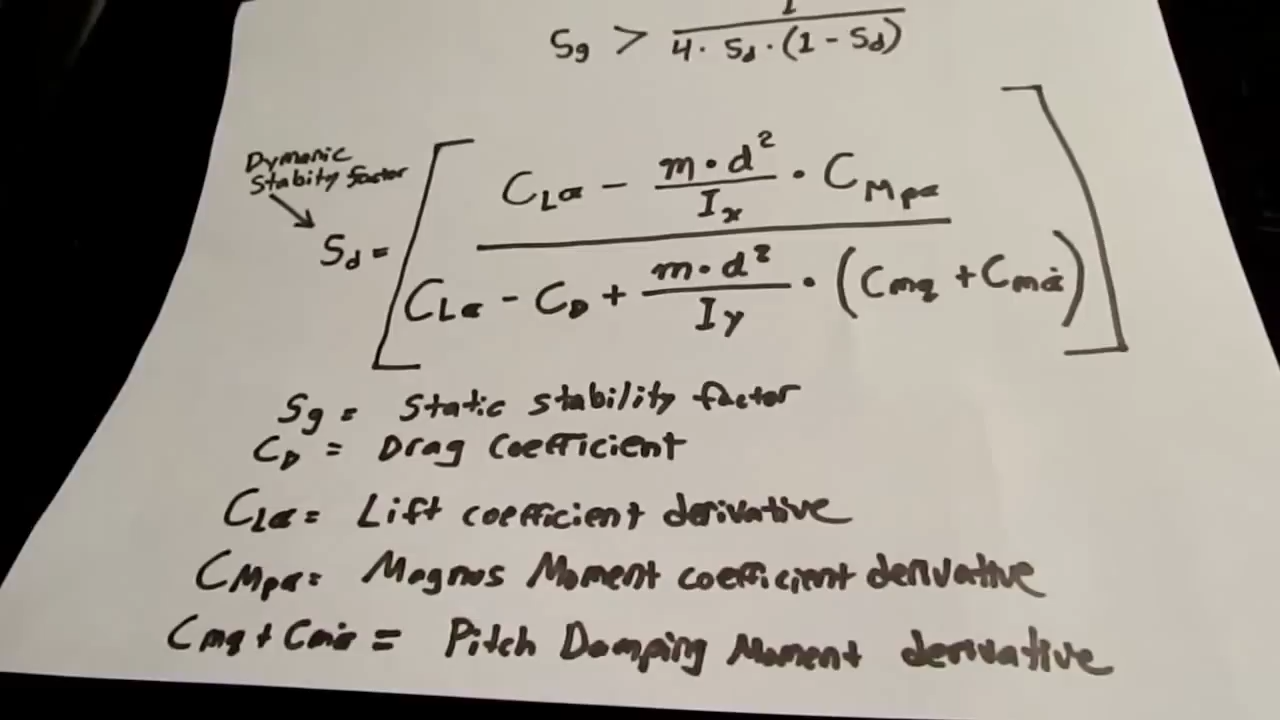 Sg > 1 / 4 · Sd · (1 - Sd)
Dymanic
Stabity factor
Sd = [ CLα - m · d² / Ix · CMpα / CLα - CD + m · d² / Iy · (Cmq + Cmα̇) ]
Sg = Static stability factor
CD = Drag Coefficient
CLα = Lift coefficient derivative
CMpα = Magnus Moment coefficient derivative
Cmq + Cmα̇ = Pitch Damping Moment derivative